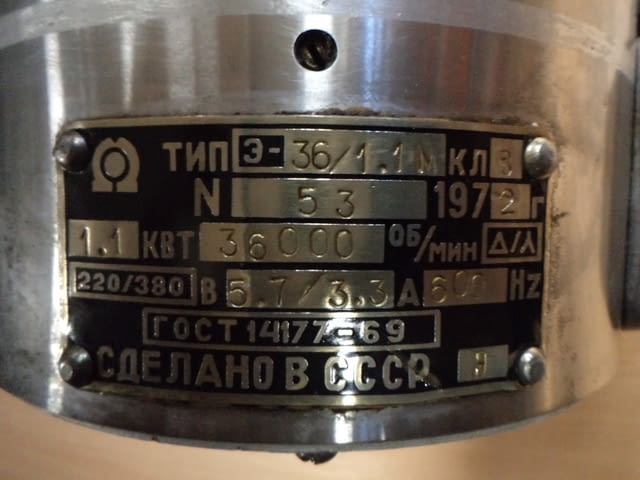 ТИП Э-36/1.1М КЛ В
N 53 1972г
1.1 КВТ 36000 ОБ/МИН Δ/⅄
220/380 В 5.7/3.3 А 600 Hz
ГОСТ 14177-69
СДЕЛАНО В СССР